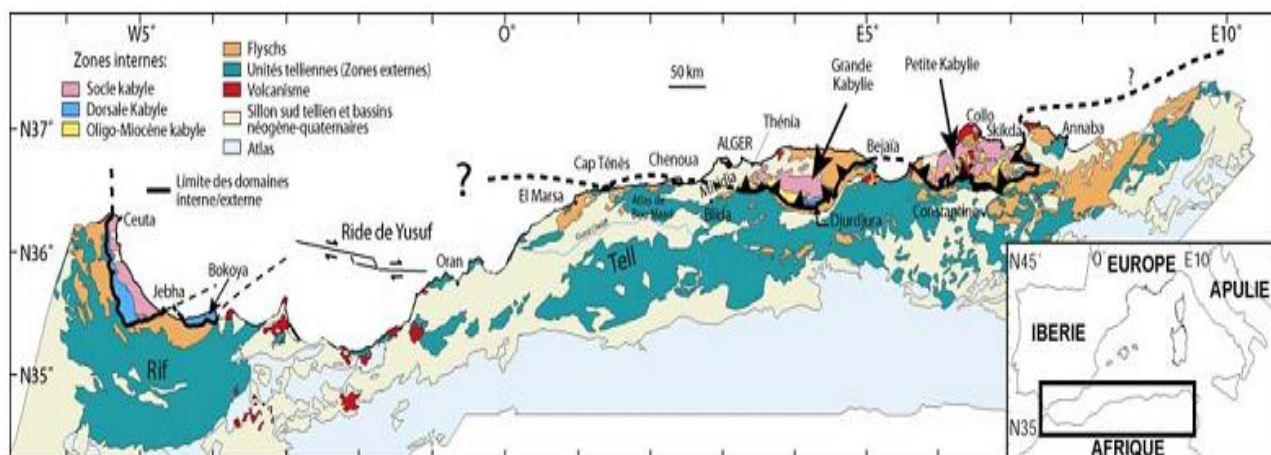 W5°
O°
E5°
E10°
N37°
N36°
N35°
Zones internes:
Socle kabyle
Dorsale Kabyle
Oligo-Miocène kabyle
Flyschs
Unités telliennes (Zones externes)
Volcanisme
Sillon sud tellien et bassins
néogène-quaternaires
Atlas
Limite des domaines
interne/externe
50 km
Grande
Kabylie
Petite Kabylie
?
?
Ceuta
Jebha
Bokoya
Rif
Ride de Yusuf
Oran
El Marsa
Cap Ténès
Chenoua
ALGER
Thénia
Blida
Tell
Djurdjura
Bejaïa
Collo
Skikda
Annaba
Constantine
N45°
O°
E10°
EUROPE
APULIE
IBERIE
N35
AFRIQUE